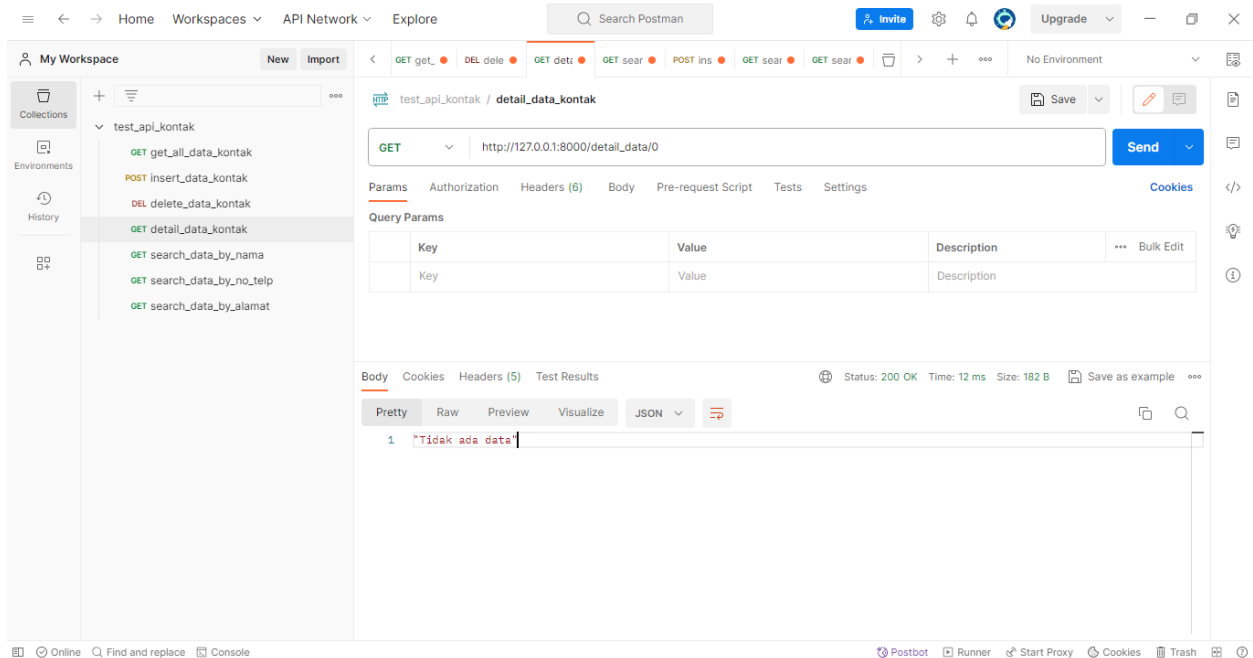 Home Workspaces API Network Explore Search Postman Invite Upgrade
My Workspace New Import GET get_ DEL dele GET deta GET sear POST ins GET sear GET sear No Environment
Collections
Environments
History
test_api_kontak
GET get_all_data_kontak
POST insert_data_kontak
DEL delete_data_kontak
GET detail_data_kontak
GET search_data_by_nama
GET search_data_by_no_telp
GET search_data_by_alamat
HTTP test_api_kontak / detail_data_kontak Save
GET http://127.0.0.1:8000/detail_data/0 Send
Params Authorization Headers (6) Body Pre-request Script Tests Settings Cookies
Query Params
Key Value Description Bulk Edit
Key Value Description
Body Cookies Headers (5) Test Results Status: 200 OK Time: 12 ms Size: 182 B Save as example
Pretty Raw Preview Visualize JSON
1 "Tidak ada data"
Online Find and replace Console Postbot Runner Start Proxy Cookies Trash